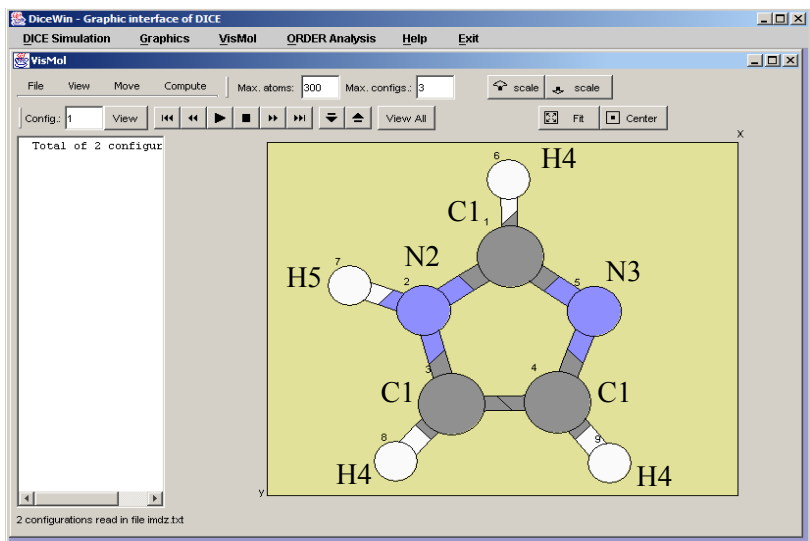 DiceWin - Graphic interface of DICE
DICE Simulation Graphics VisMol ORDER Analysis Help Exit
VisMol
File View Move Compute Max. atoms: 300 Max. configs.: 3 scale scale
Config.: 1 View View All Fit Center
Total of 2 configur
x
6 H4
C1 1
7 H5 2 N2 5 N3
3 C1 4 C1
8 H4 9 H4
y
2 configurations read in file imdz.txt